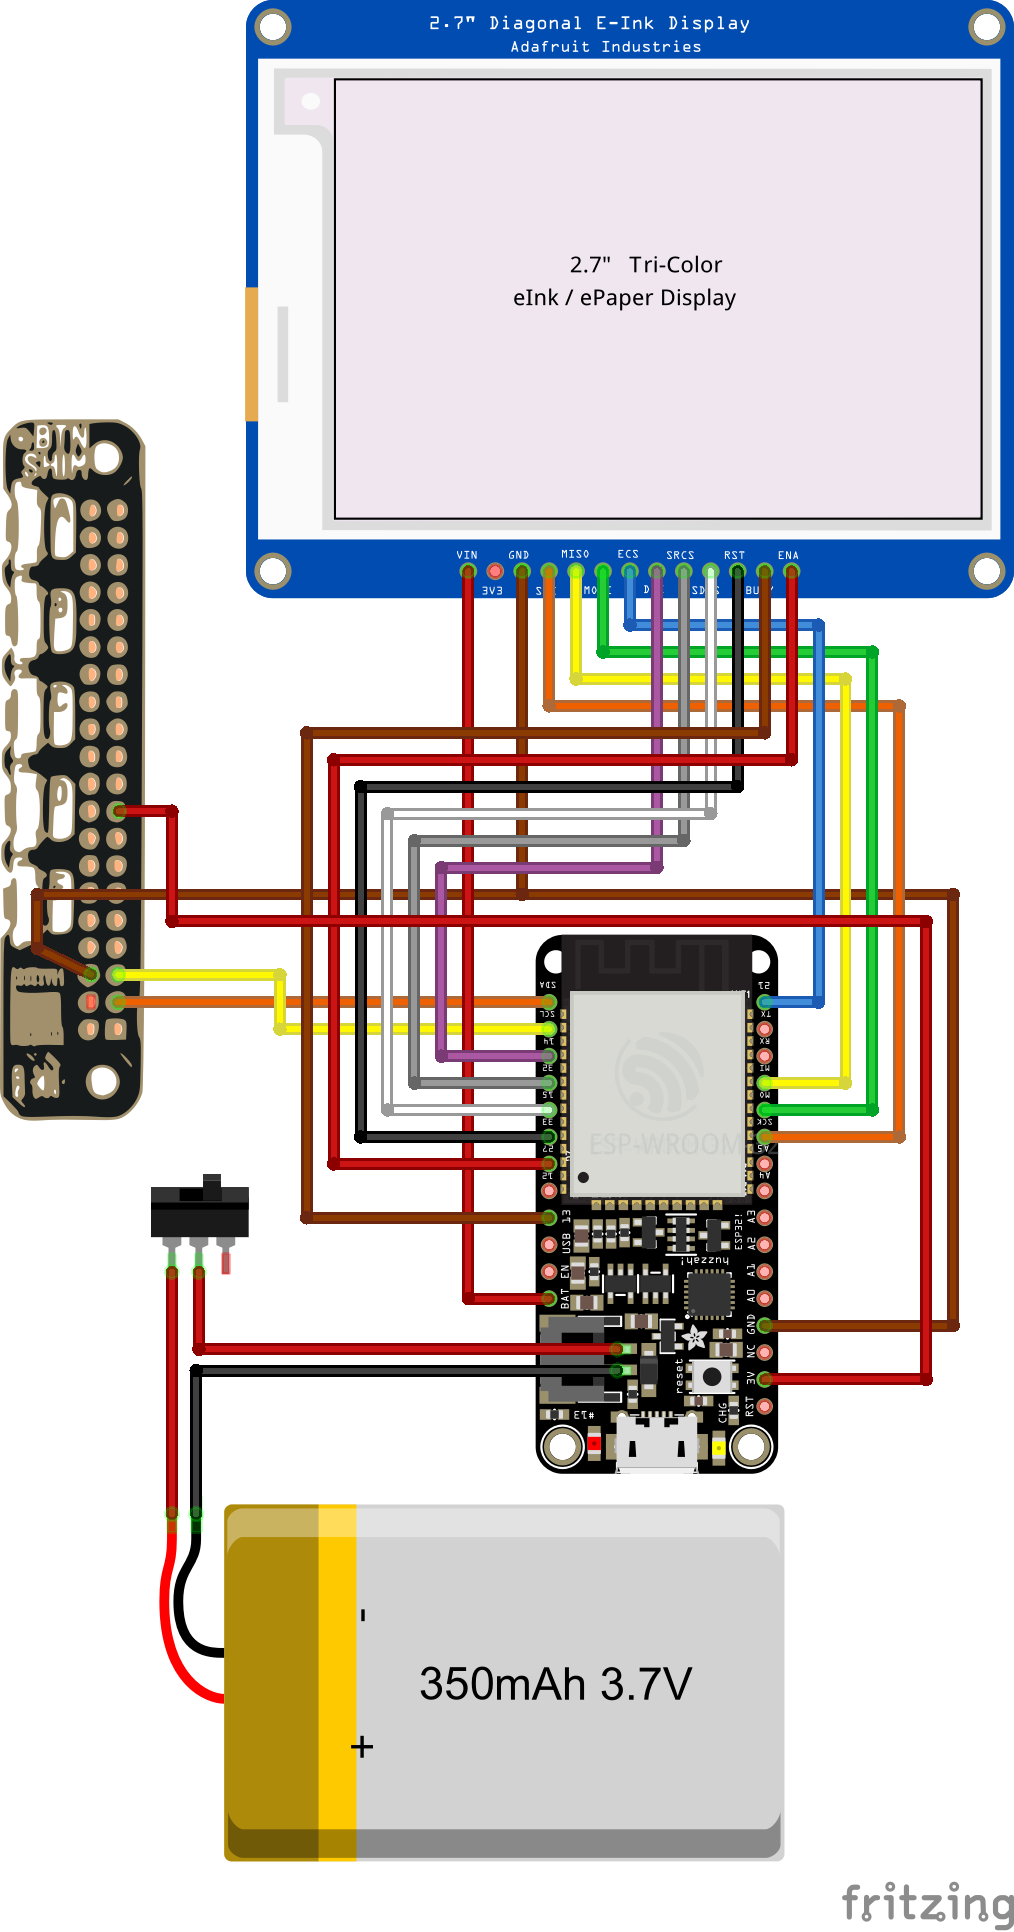 2.7" Diagonal E-Ink Display
Adafruit Industries
2.7" Tri-Color
eInk / ePaper Display
BTN
SHIM
VIN GND MISO ECS SRCS RST ENA
3V3
SDA
SCL
14
32
15
33
27
12
13
USB
EN
BAT
21
TX
RX
MI
MO
SCK
A5
A4
A3
A2
A1
A0
GND
NC
3V
RST
ESP-WROOM
ESP32!
huzzah!
reset
CHG
#13
-
350mAh 3.7V
+
fritzing